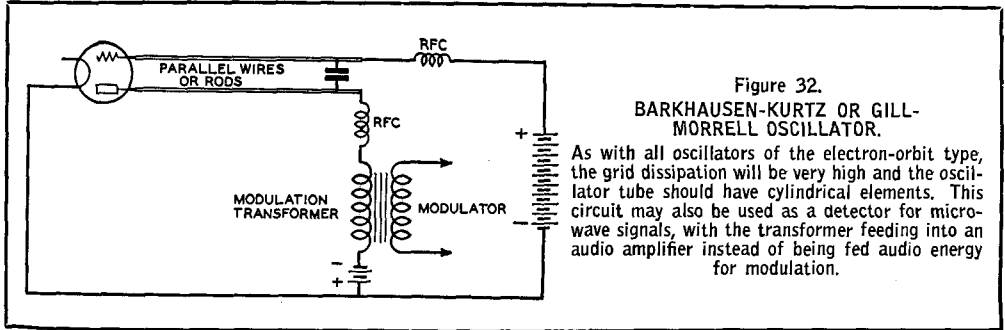 RFC
PARALLEL WIRES
OR RODS
RFC
+
MODULATION
TRANSFORMER
MODULATOR
-
-
+
Figure 32.
BARKHAUSEN-KURTZ OR GILL-
MORRELL OSCILLATOR.
As with all oscillators of the electron-orbit type,
the grid dissipation will be very high and the oscil-
lator tube should have cylindrical elements. This
circuit may also be used as a detector for micro-
wave signals, with the transformer feeding into an
audio amplifier instead of being fed audio energy
for modulation.